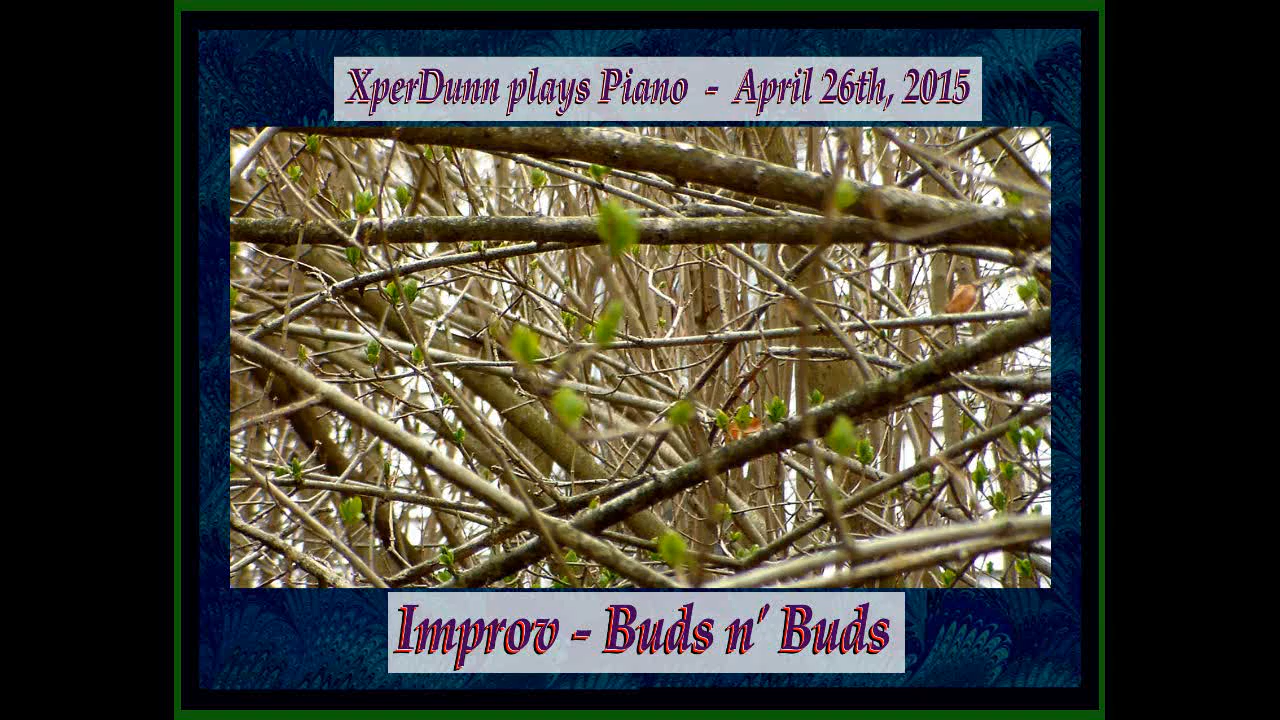 XperDunn plays Piano - April 26th, 2015
Improv - Buds n' Buds